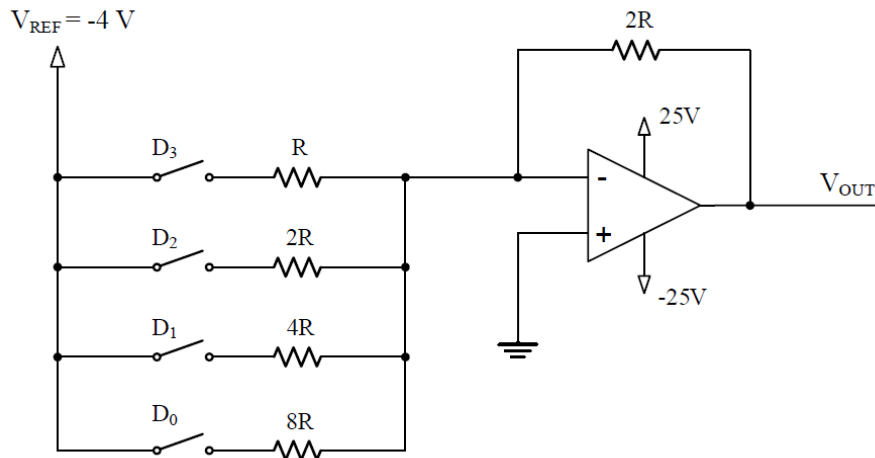 V_REF = -4 V
2R
25V
D₃
R
-
V_OUT
D₂
2R
+
-25V
D₁
4R
D₀
8R